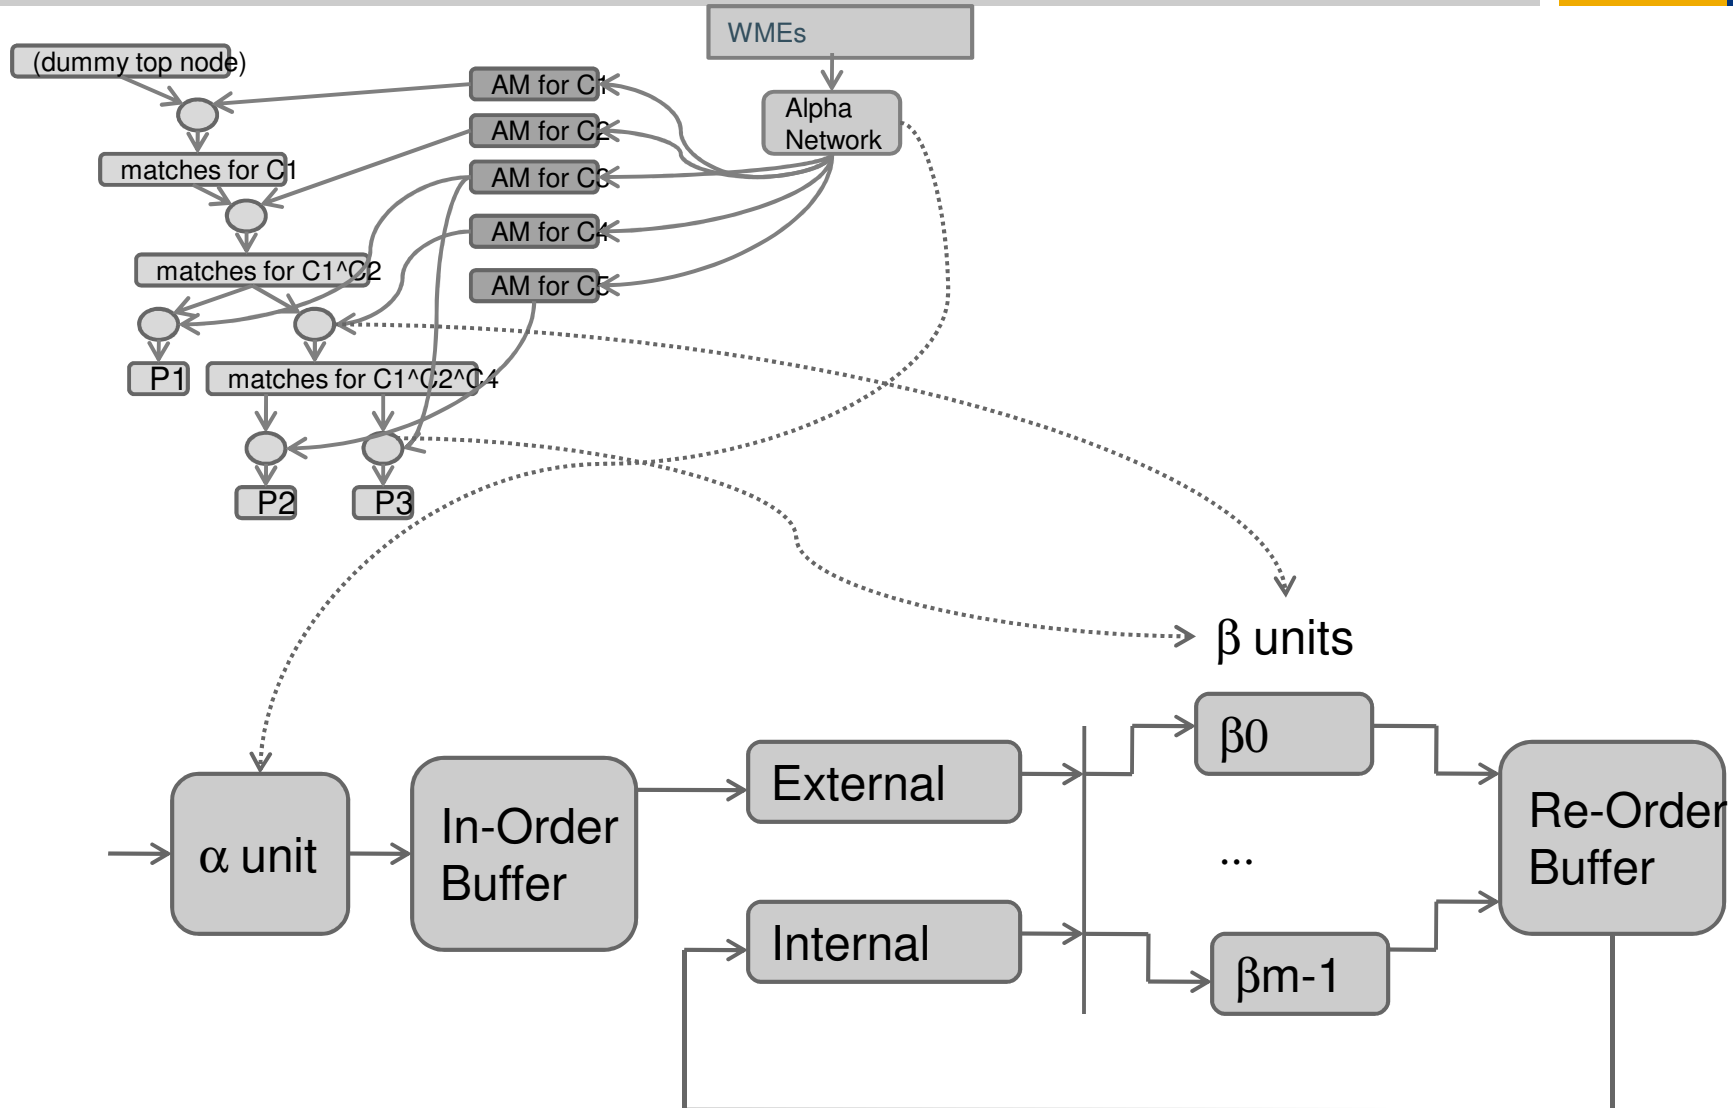 WMEs
(dummy top node)
AM for C1
Alpha
Network
AM for C2
matches for C1
AM for C3
AM for C4
matches for C1^C2
AM for C5
P1
matches for C1^C2^C4
P2
P3
β units
β0
External
Re-Order
Buffer
In-Order
Buffer
α unit
...
Internal
βm-1